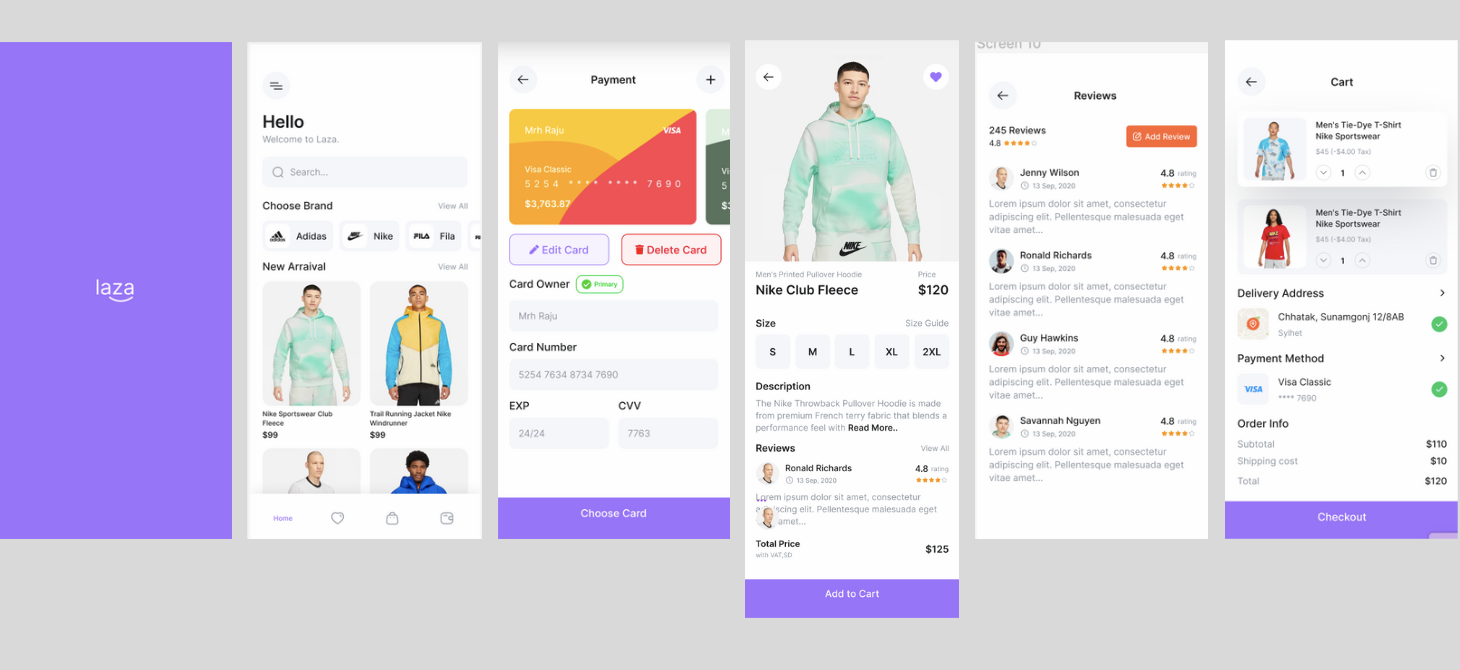 laza
Hello
Welcome to Laza.
Search...
Choose Brand
View All
Adidas
Nike
FILA
Fila
New Arraival
View All
Nike Sportswear Club
Fleece
$99
Trail Running Jacket Nike
Windrunner
$99
Home
Payment
Mrh Raju
VISA
Visa Classic
5254 **** **** 7690
$3,763.87
M
Vi
5
$3
Edit Card
Delete Card
Card Owner
Primary
Mrh Raju
Card Number
5254 7634 8734 7690
EXP
CVV
24/24
7763
Choose Card
NIKE
Men's Printed Pullover Hoodie
Price
Nike Club Fleece
$120
Size
Size Guide
S
M
L
XL
2XL
Description
The Nike Throwback Pullover Hoodie is made
from premium French terry fabric that blends a
performance feel with Read More..
Reviews
View All
Ronald Richards
4.8 rating
13 Sep, 2020
Lorem ipsum dolor sit amet, consectetur
elit. Pellentesque malesuada eget
amet...
Total Price
$125
with VAT,SD
Add to Cart
Screen 10
Reviews
245 Reviews
4.8
Add Review
Jenny Wilson
4.8 rating
13 Sep, 2020
Lorem ipsum dolor sit amet, consectetur
adipiscing elit. Pellentesque malesuada eget
vitae amet...
Ronald Richards
4.8 rating
13 Sep, 2020
Lorem ipsum dolor sit amet, consectetur
adipiscing elit. Pellentesque malesuada eget
vitae amet...
Guy Hawkins
4.8 rating
13 Sep, 2020
Lorem ipsum dolor sit amet, consectetur
adipiscing elit. Pellentesque malesuada eget
vitae amet...
Savannah Nguyen
4.8 rating
13 Sep, 2020
Lorem ipsum dolor sit amet, consectetur
adipiscing elit. Pellentesque malesuada eget
vitae amet...
Cart
Men's Tie-Dye T-Shirt
Nike Sportswear
$45 (-$4.00 Tax)
1
Men's Tie-Dye T-Shirt
Nike Sportswear
$45 (-$4.00 Tax)
1
Delivery Address
Chhatak, Sunamgonj 12/8AB
Sylhet
Payment Method
VISA
Visa Classic
**** 7690
Order Info
Subtotal
$110
Shipping cost
$10
Total
$120
Checkout